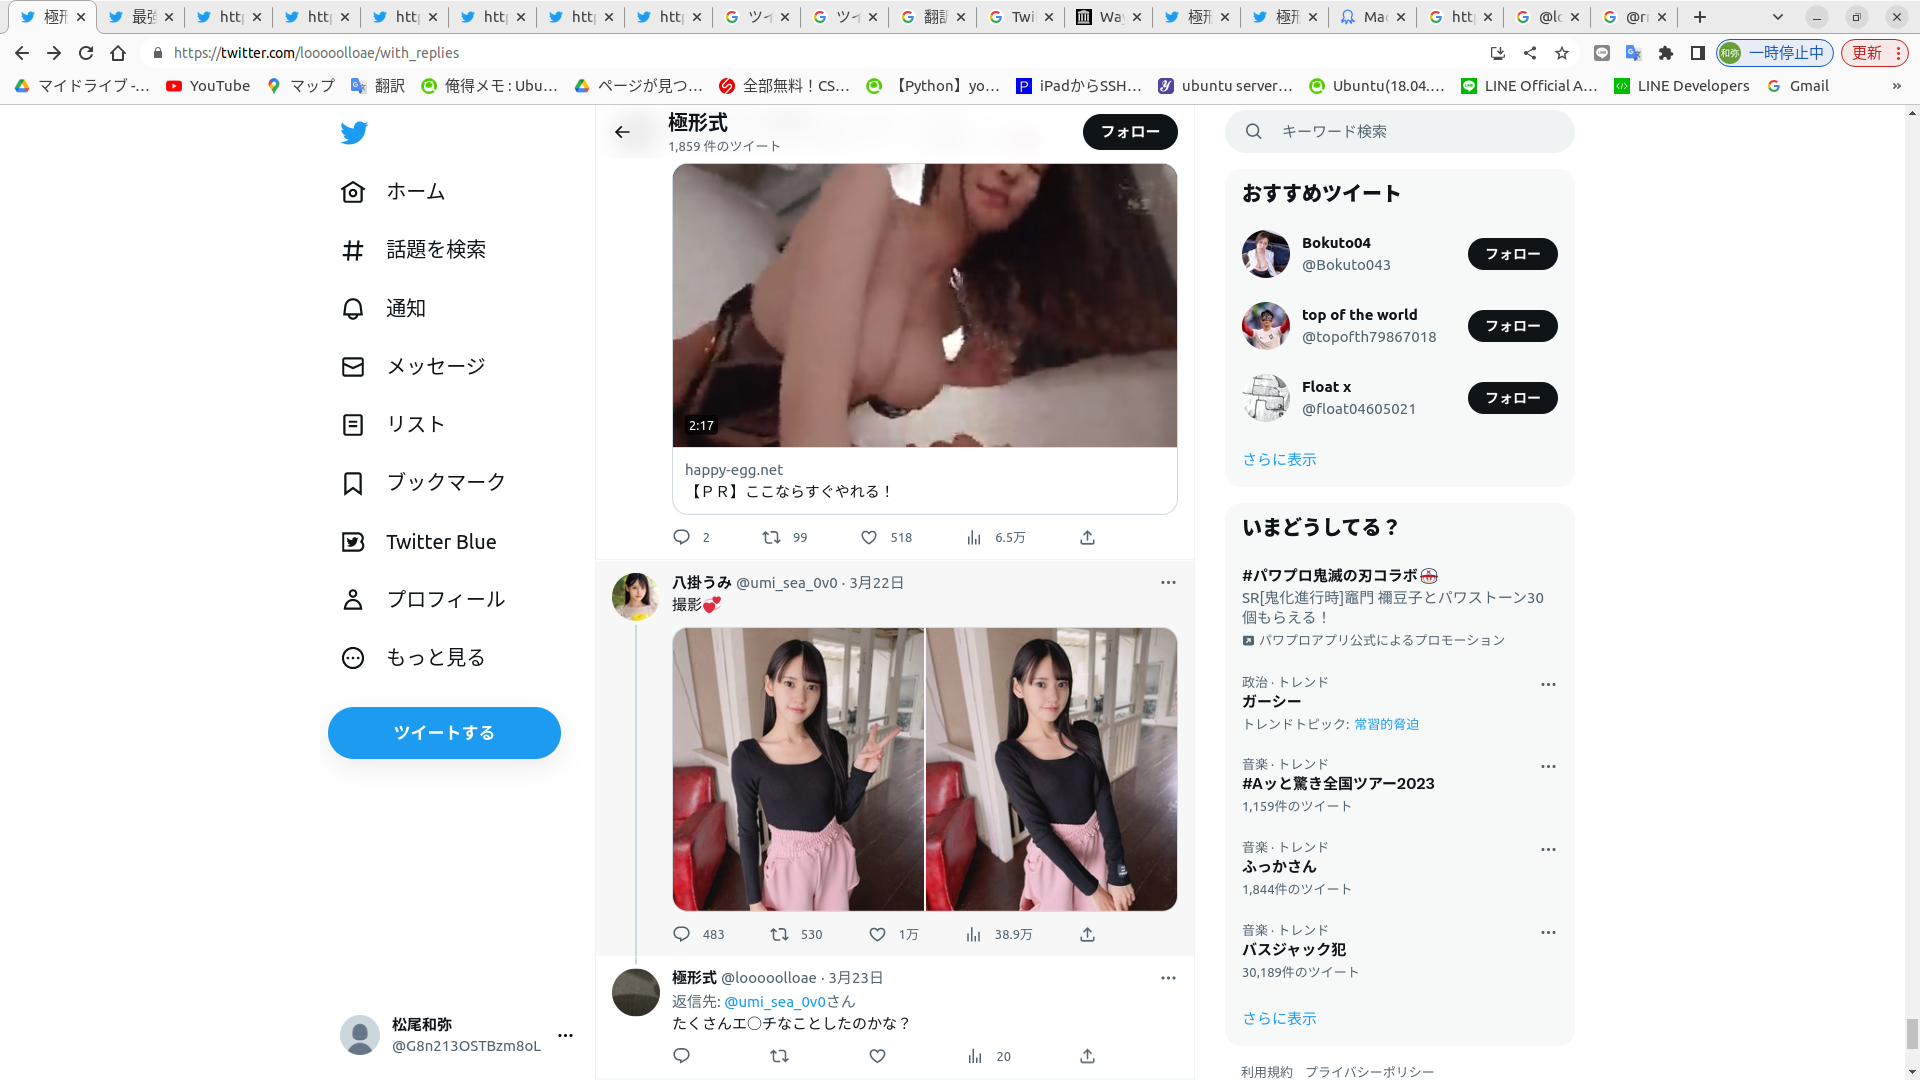 極形
最強
http
http
http
http
http
http
ツイ
ツイ
翻訳
Twi
Way
極形
極形
Mac
http
@lo
@r
https://twitter.com/looooolloae/with_replies
和弥 一時停止中
更新
マイドライブ -...
YouTube
マップ
翻訳
俺得メモ : Ubu...
ページが見つ...
全部無料！CS...
【Python】yo...
iPadからSSH...
ubuntu server...
Ubuntu(18.04....
LINE Official A...
LINE Developers
Gmail
»
ホーム
話題を検索
通知
メッセージ
リスト
ブックマーク
Twitter Blue
プロフィール
もっと見る
ツイートする
松尾和弥
@G8n213OSTBzm8oL
極形式
1,859 件のツイート
フォロー
2:17
happy-egg.net
【ＰＲ】ここならすぐやれる！
2 99 518 6.5万
八掛うみ @umi_sea_0v0 · 3月22日
撮影💞
483 530 1万 38.9万
極形式 @looooolloae · 3月23日
返信先: @umi_sea_0v0さん
たくさんエ〇チなことしたのかな？
20
キーワード検索
おすすめツイート
Bokuto04
@Bokuto043
フォロー
top of the world
@topofth79867018
フォロー
Float x
@float04605021
フォロー
さらに表示
いまどうしてる？
#パワプロ鬼滅の刃コラボ
SR[鬼化進行時]竈門 禰豆子とパワストーン30
個もらえる！
パワプロアプリ公式によるプロモーション
政治 · トレンド
ガーシー
トレンドトピック: 常習的脅迫
音楽 · トレンド
#Aッと驚き全国ツアー2023
1,159件のツイート
音楽 · トレンド
ふっかさん
1,844件のツイート
音楽 · トレンド
バスジャック犯
30,189件のツイート
さらに表示
利用規約 プライバシーポリシー